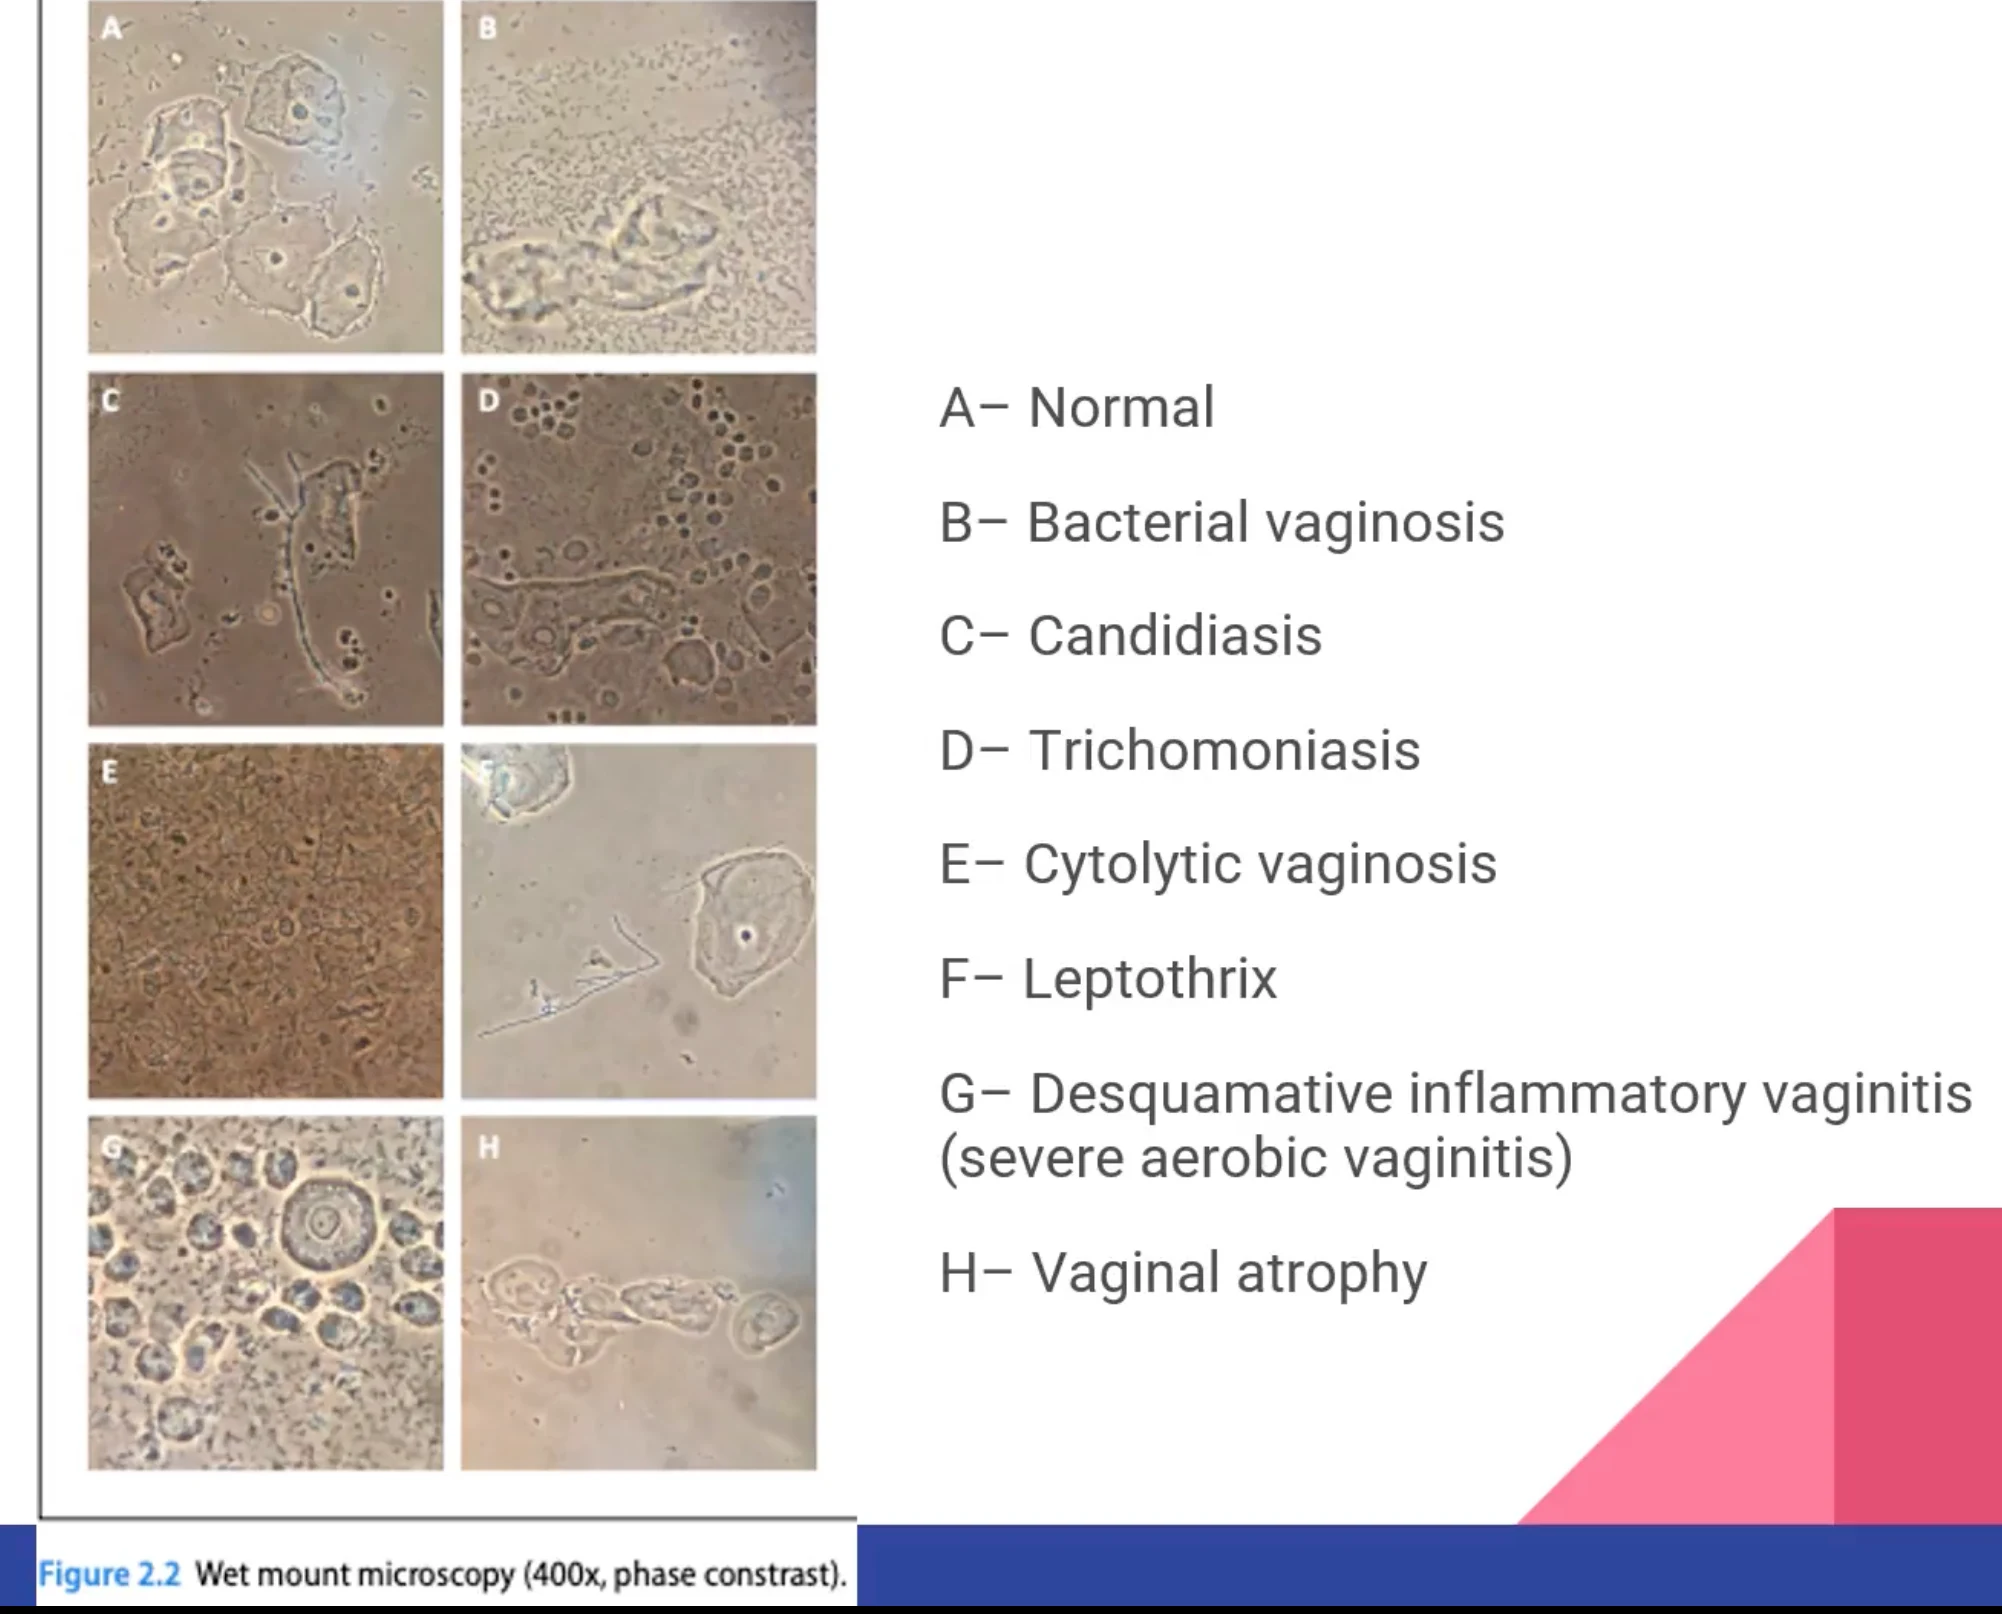 A
B
C
D
E
F
G
H
A– Normal
B– Bacterial vaginosis
C– Candidiasis
D– Trichomoniasis
E– Cytolytic vaginosis
F– Leptothrix
G– Desquamative inflammatory vaginitis
(severe aerobic vaginitis)
H– Vaginal atrophy
Figure 2.2 Wet mount microscopy (400x, phase constrast).